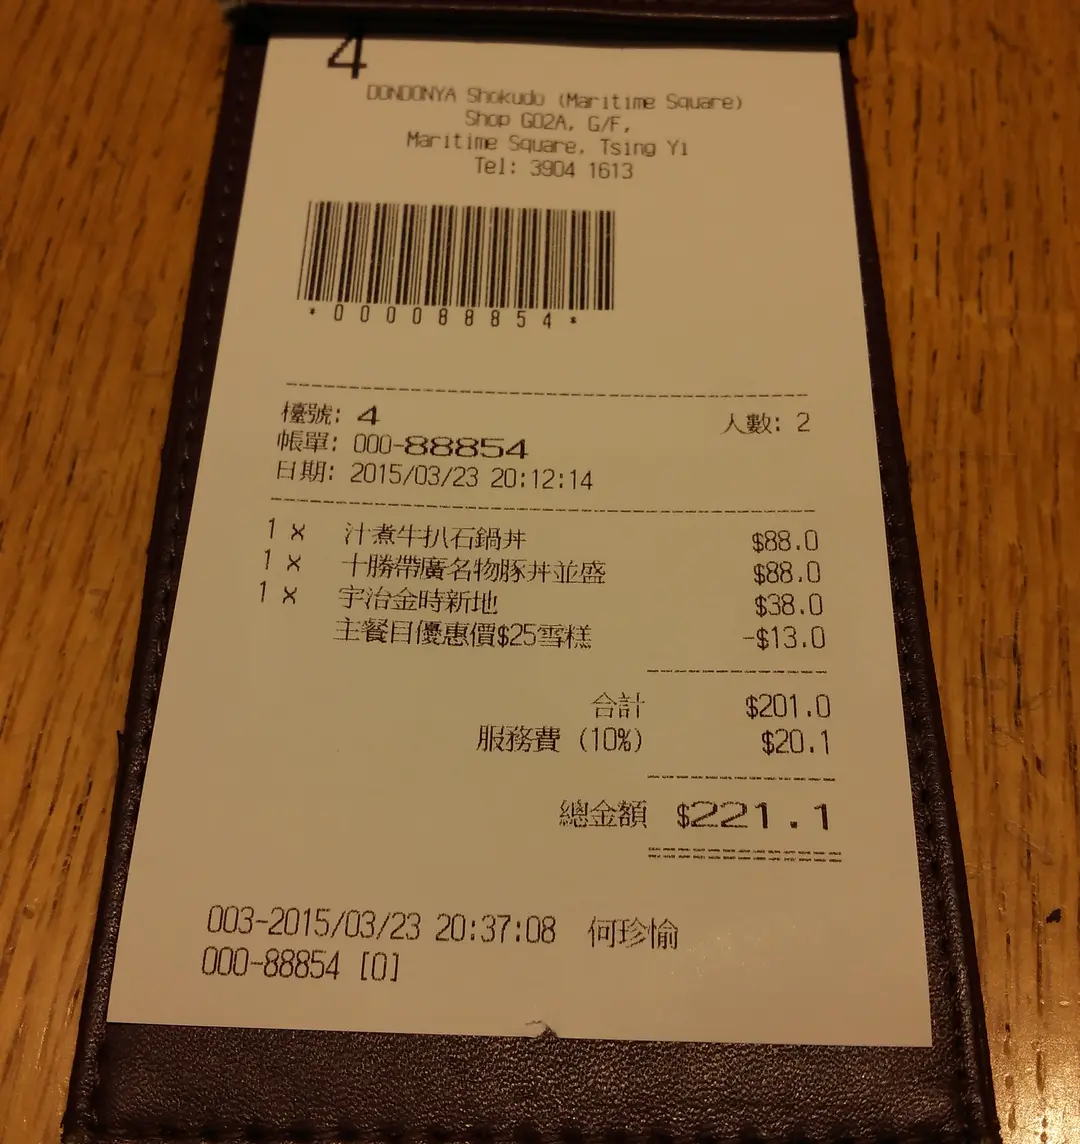 4
DONDONYA Shokudo (Maritime Square)
Shop G02A, G/F,
Maritime Square, Tsing Yi
Tel: 3904 1613
*000088854*
檯號: 4 人數: 2
帳單: 000-88854
日期: 2015/03/23 20:12:14
1 x 汁煮牛扒石鍋丼 $88.0
1 x 十勝帶廣名物豚丼並盛 $88.0
1 x 宇治金時新地 $38.0
主餐目優惠價$25雪糕 -$13.0
合計 $201.0
服務費 (10%) $20.1
總金額 $221.1
003-2015/03/23 20:37:08 何珍愉
000-88854 [0]